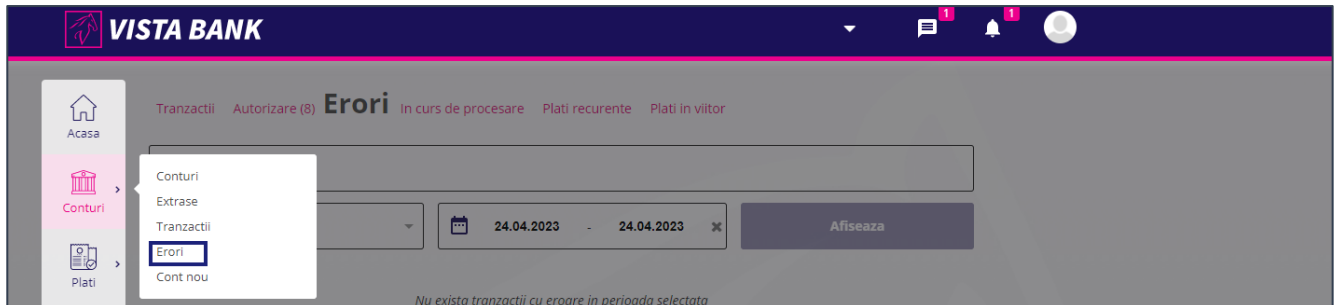 VISTA BANK
1
1
Tranzactii Autorizare (8) Erori In curs de procesare Plati recurente Plati in viitor
Acasa
Conturi
Conturi
Extrase
Tranzactii
Erori
Cont nou
24.04.2023 - 24.04.2023
Afiseaza
Plati
Nu exista tranzactii cu eroare in perioada selectata